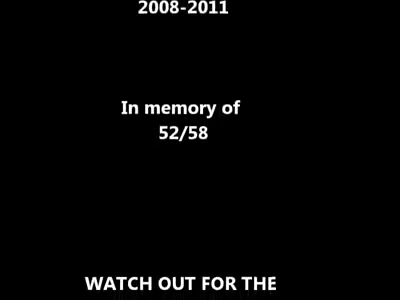 2008-2011
In memory of
52/58
WATCH OUT FOR THE